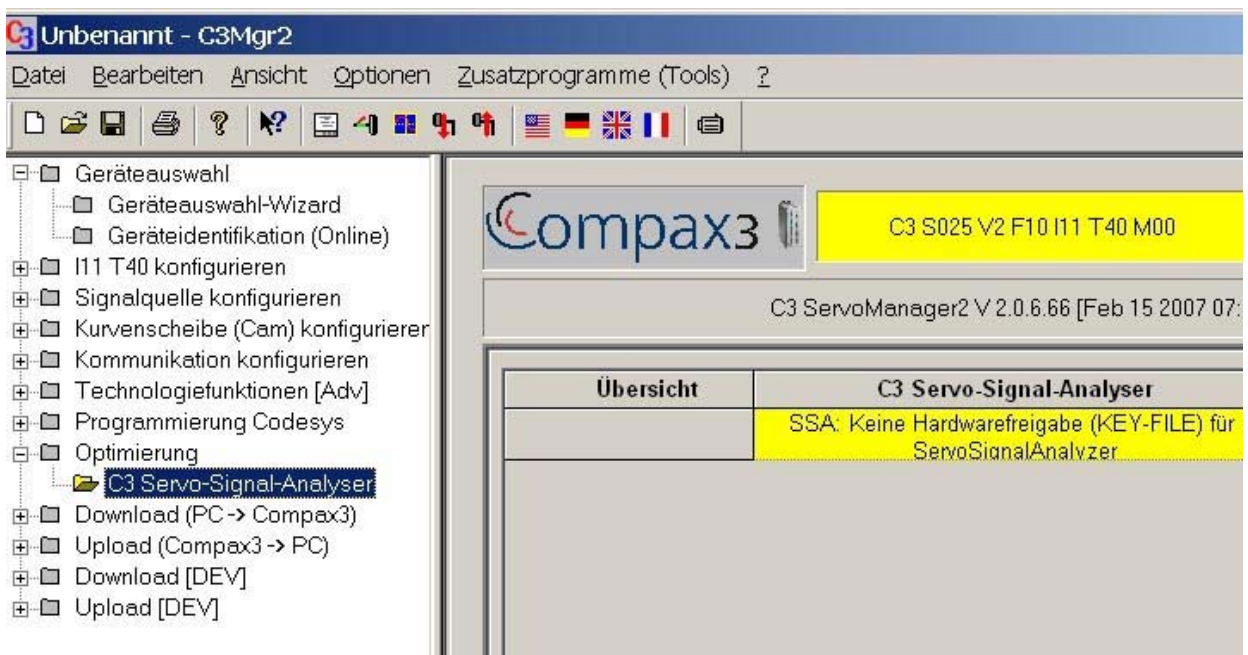 C3 Unbenannt - C3Mgr2
Datei Bearbeiten Ansicht Optionen Zusatzprogramme (Tools) ?
Geräteauswahl
Geräteauswahl-Wizard
Geräteidentifikation (Online)
I11 T40 konfigurieren
Signalquelle konfigurieren
Kurvenscheibe (Cam) konfigurieren
Kommunikation konfigurieren
Technologiefunktionen [Adv]
Programmierung Codesys
Optimierung
C3 Servo-Signal-Analyser
Download (PC -> Compax3)
Upload (Compax3 -> PC)
Download [DEV]
Upload [DEV]
Compax3
C3 S025 V2 F10 I11 T40 M00
C3 ServoManager2 V 2.0.6.66 [Feb 15 2007 07:
Übersicht C3 Servo-Signal-Analyser
SSA: Keine Hardwarefreigabe (KEY-FILE) für
ServoSignalAnalyzer